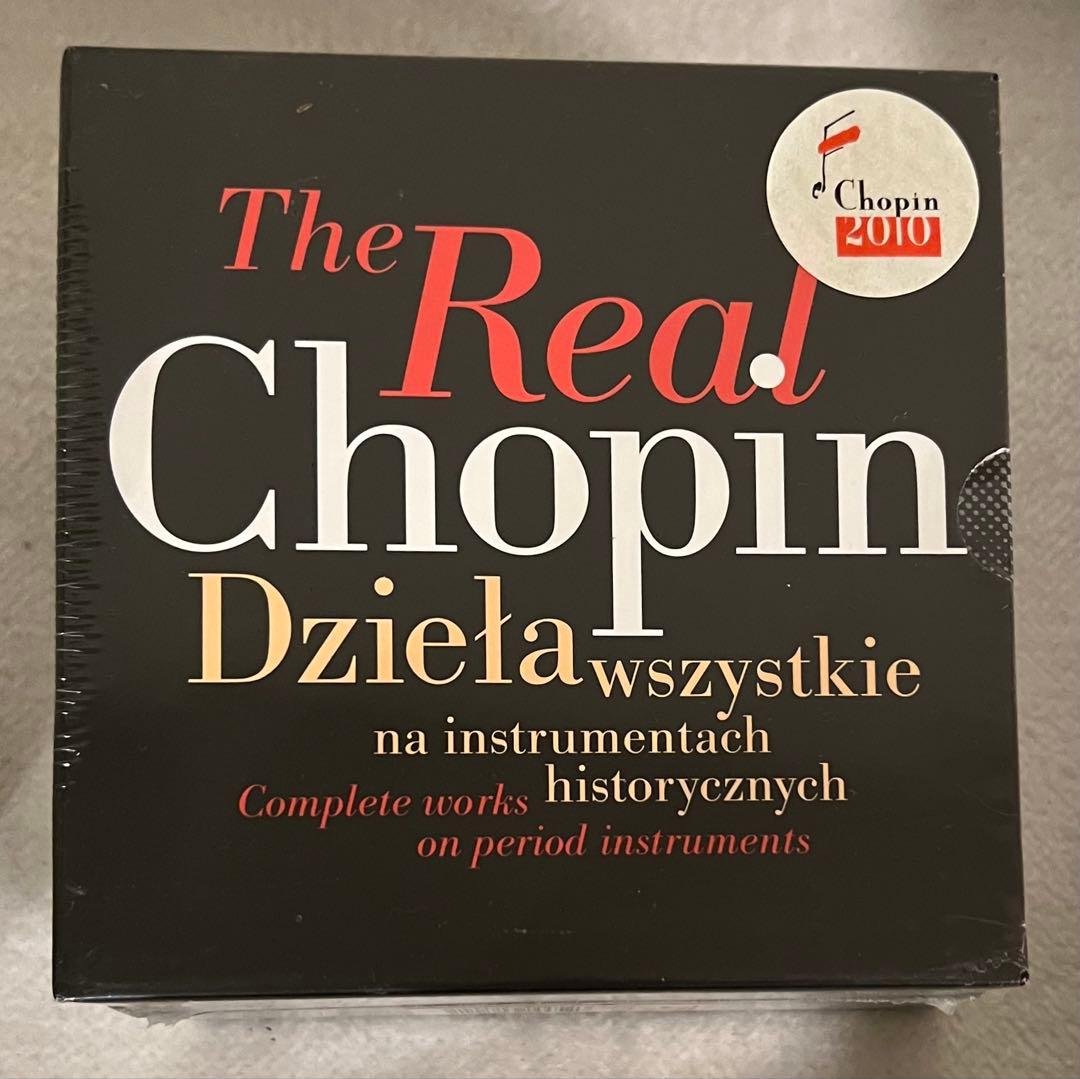 Chopin
2010
The Real
Chopin
Dzieła wszystkie
na instrumentach
historycznych
Complete works
on period instruments